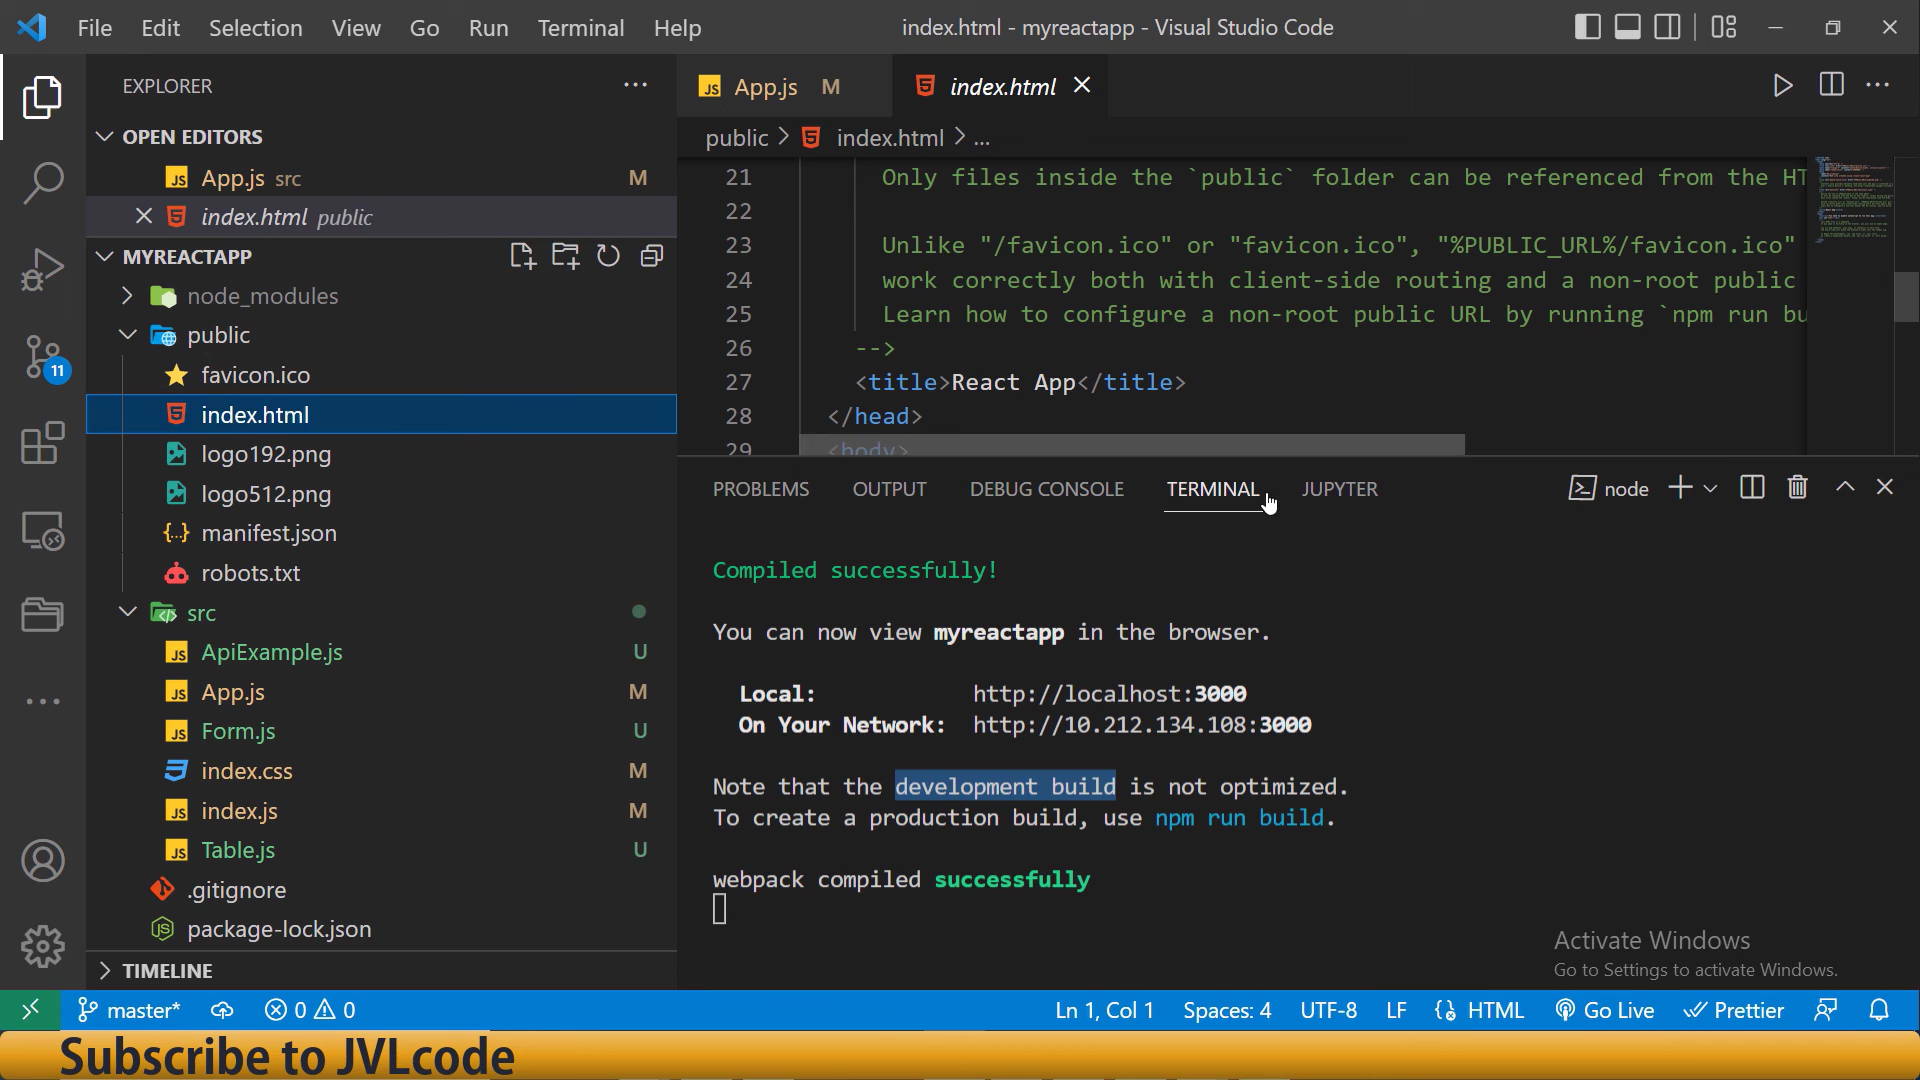 File Edit Selection View Go Run Terminal Help
index.html - myreactapp - Visual Studio Code
EXPLORER
OPEN EDITORS
App.js src M
index.html public
MYREACTAPP
node_modules
public
favicon.ico
index.html
logo192.png
logo512.png
manifest.json
robots.txt
src
ApiExample.js U
App.js M
Form.js U
index.css M
index.js M
Table.js U
.gitignore
package-lock.json
TIMELINE
11
App.js M
index.html
public > index.html > ...
21 Only files inside the `public` folder can be referenced from the HT
22
23 Unlike "/favicon.ico" or "favicon.ico", "%PUBLIC_URL%/favicon.ico"
24 work correctly both with client-side routing and a non-root public
25 Learn how to configure a non-root public URL by running `npm run bu
26 -->
27 <title>React App</title>
28 </head>
29 <body>
PROBLEMS OUTPUT DEBUG CONSOLE TERMINAL JUPYTER
node
Compiled successfully!
You can now view myreactapp in the browser.
Local: http://localhost:3000
On Your Network: http://10.212.134.108:3000
Note that the development build is not optimized.
To create a production build, use npm run build.
webpack compiled successfully
Activate Windows
Go to Settings to activate Windows.
master* 0 0 Ln 1, Col 1 Spaces: 4 UTF-8 LF HTML Go Live Prettier
Subscribe to JVLcode